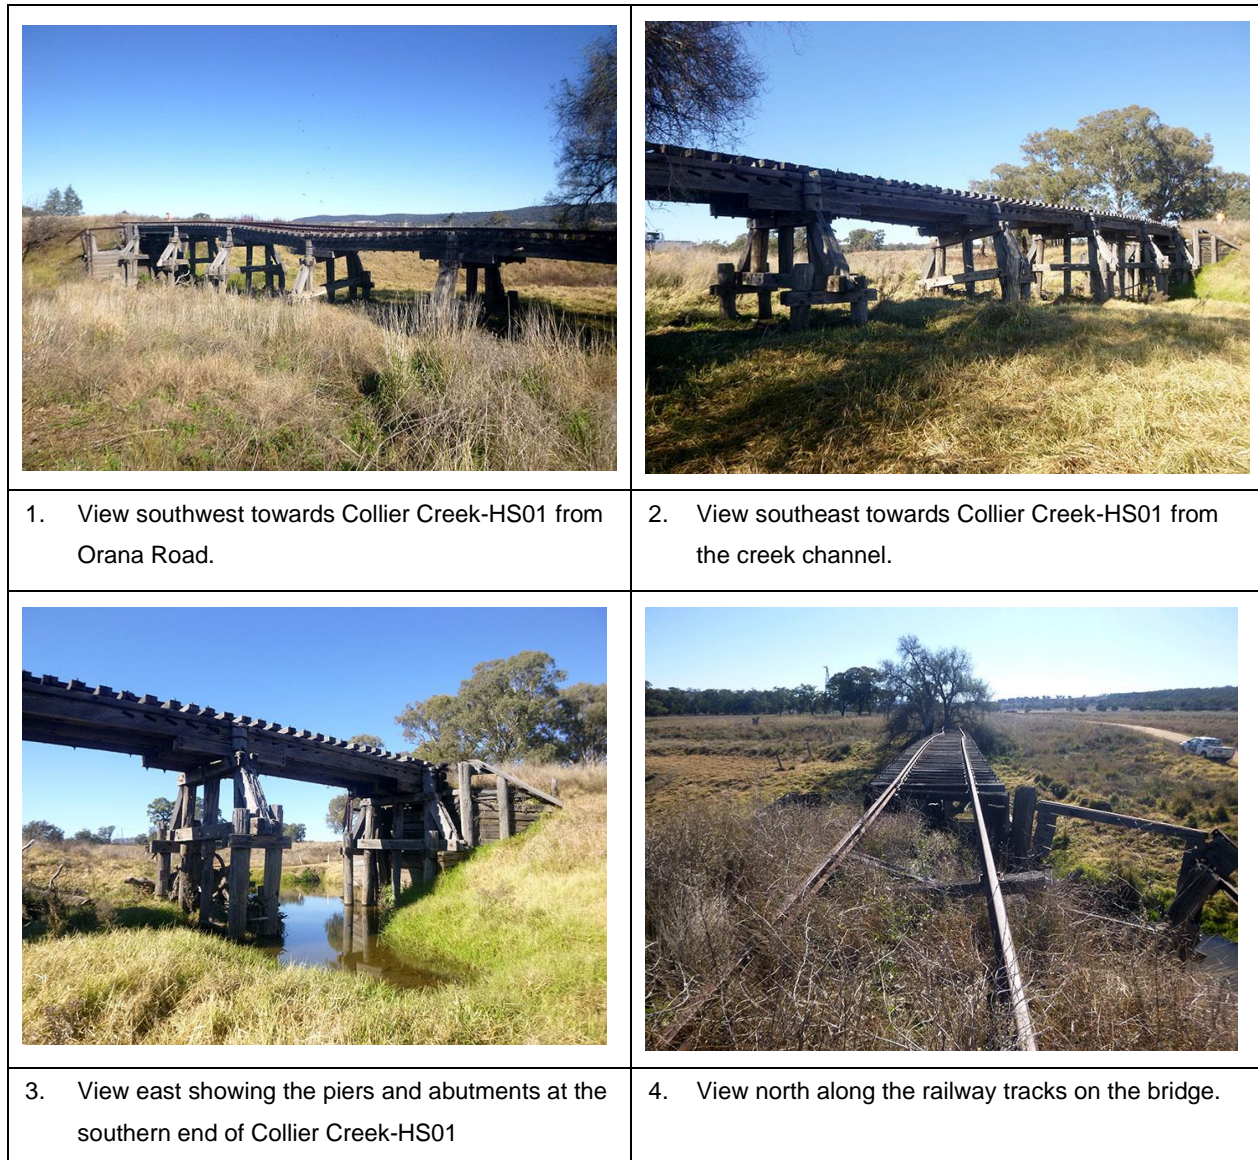 1. View southwest towards Collier Creek-HS01 from
Orana Road.
2. View southeast towards Collier Creek-HS01 from
the creek channel.
3. View east showing the piers and abutments at the
southern end of Collier Creek-HS01
4. View north along the railway tracks on the bridge.